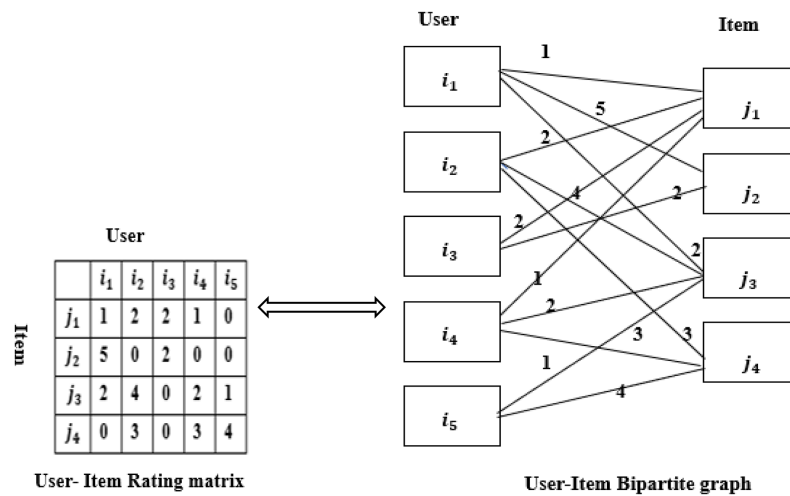 User
Item
i₁ i₂ i₃ i₄ i₅
j₁ 1 2 2 1 0
j₂ 5 0 2 0 0
j₃ 2 4 0 2 1
j₄ 0 3 0 3 4
User- Item Rating matrix
User
Item
i₁
i₂
i₃
i₄
i₅
1
5
2
4
2
2
2
1
2
3
3
1
4
j₁
j₂
j₃
j₄
User-Item Bipartite graph